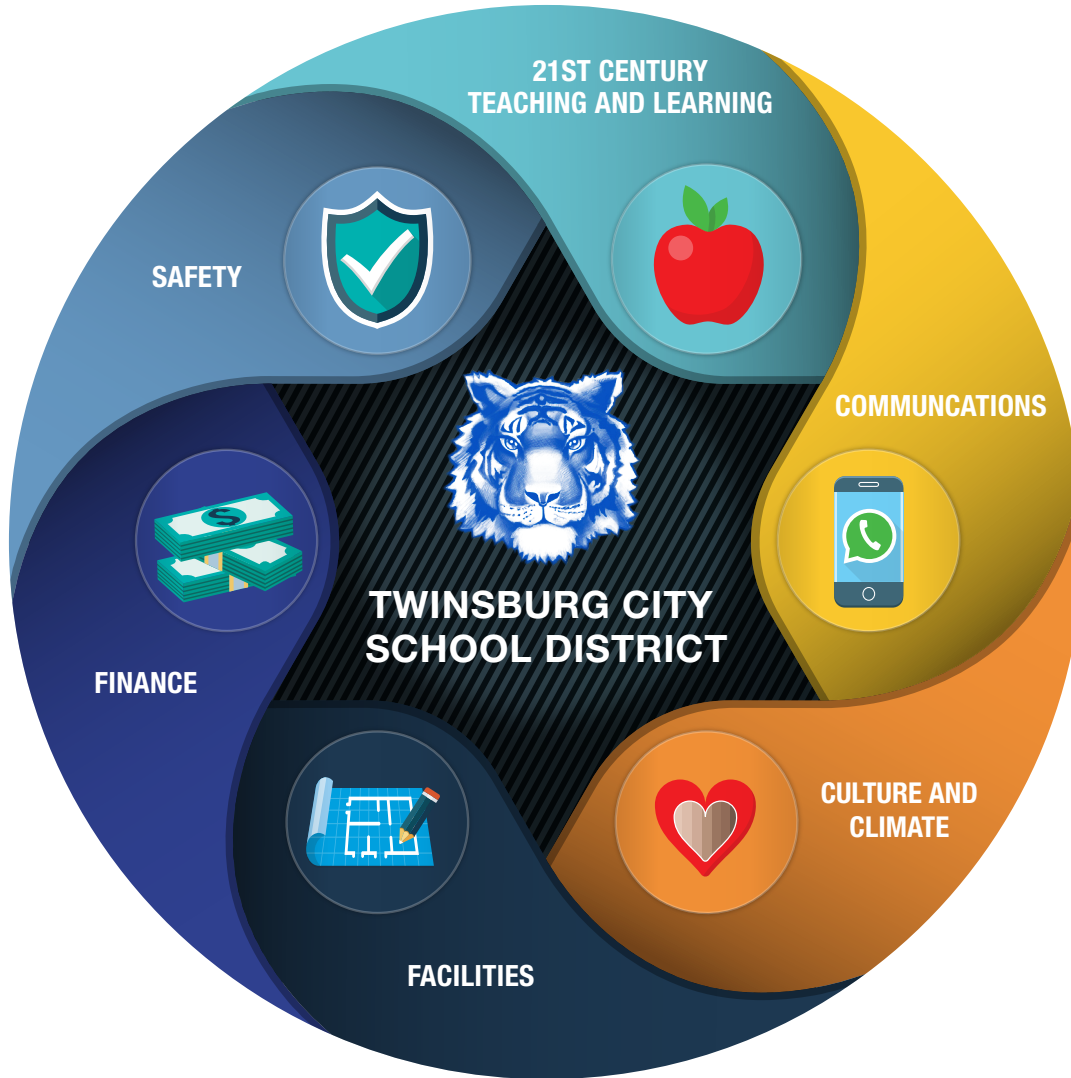 21ST CENTURY
TEACHING AND LEARNING
SAFETY
COMMUNCATIONS
TWINSBURG CITY
SCHOOL DISTRICT
FINANCE
CULTURE AND
CLIMATE
FACILITIES